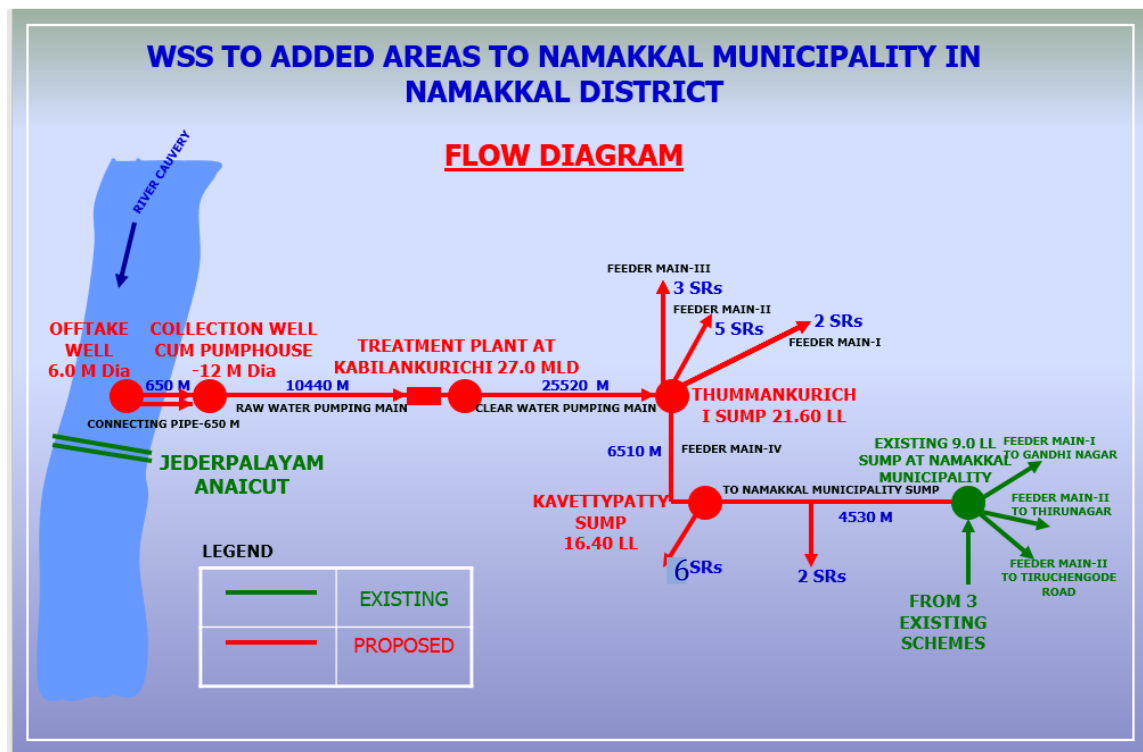 WSS TO ADDED AREAS TO NAMAKKAL MUNICIPALITY IN
NAMAKKAL DISTRICT
FLOW DIAGRAM
RIVER CAUVERY
FEEDER MAIN-III
3 SRs
FEEDER MAIN-II
5 SRs
2 SRs
FEEDER MAIN-I
OFFTAKE
WELL
6.0 M Dia
COLLECTION WELL
CUM PUMPHOUSE
-12 M Dia
TREATMENT PLANT AT
KABILANKURICHI 27.0 MLD
650 M
10440 M
25520 M
RAW WATER PUMPING MAIN
CLEAR WATER PUMPING MAIN
CONNECTING PIPE-650 M
THUMMANKURICH
I SUMP 21.60 LL
6510 M
FEEDER MAIN-IV
JEDERPALAYAM
ANAICUT
EXISTING 9.0 LL
SUMP AT NAMAKKAL
MUNICIPALITY
FEEDER MAIN-I
TO GANDHI NAGAR
FEEDER MAIN-II
TO THIRUNAGAR
FEEDER MAIN-II
TO TIRUCHENGODE
ROAD
KAVETTYPATTY
SUMP
16.40 LL
TO NAMAKKAL MUNICIPALITY SUMP
4530 M
6SRs
2 SRs
FROM 3
EXISTING
SCHEMES
LEGEND
EXISTING
PROPOSED